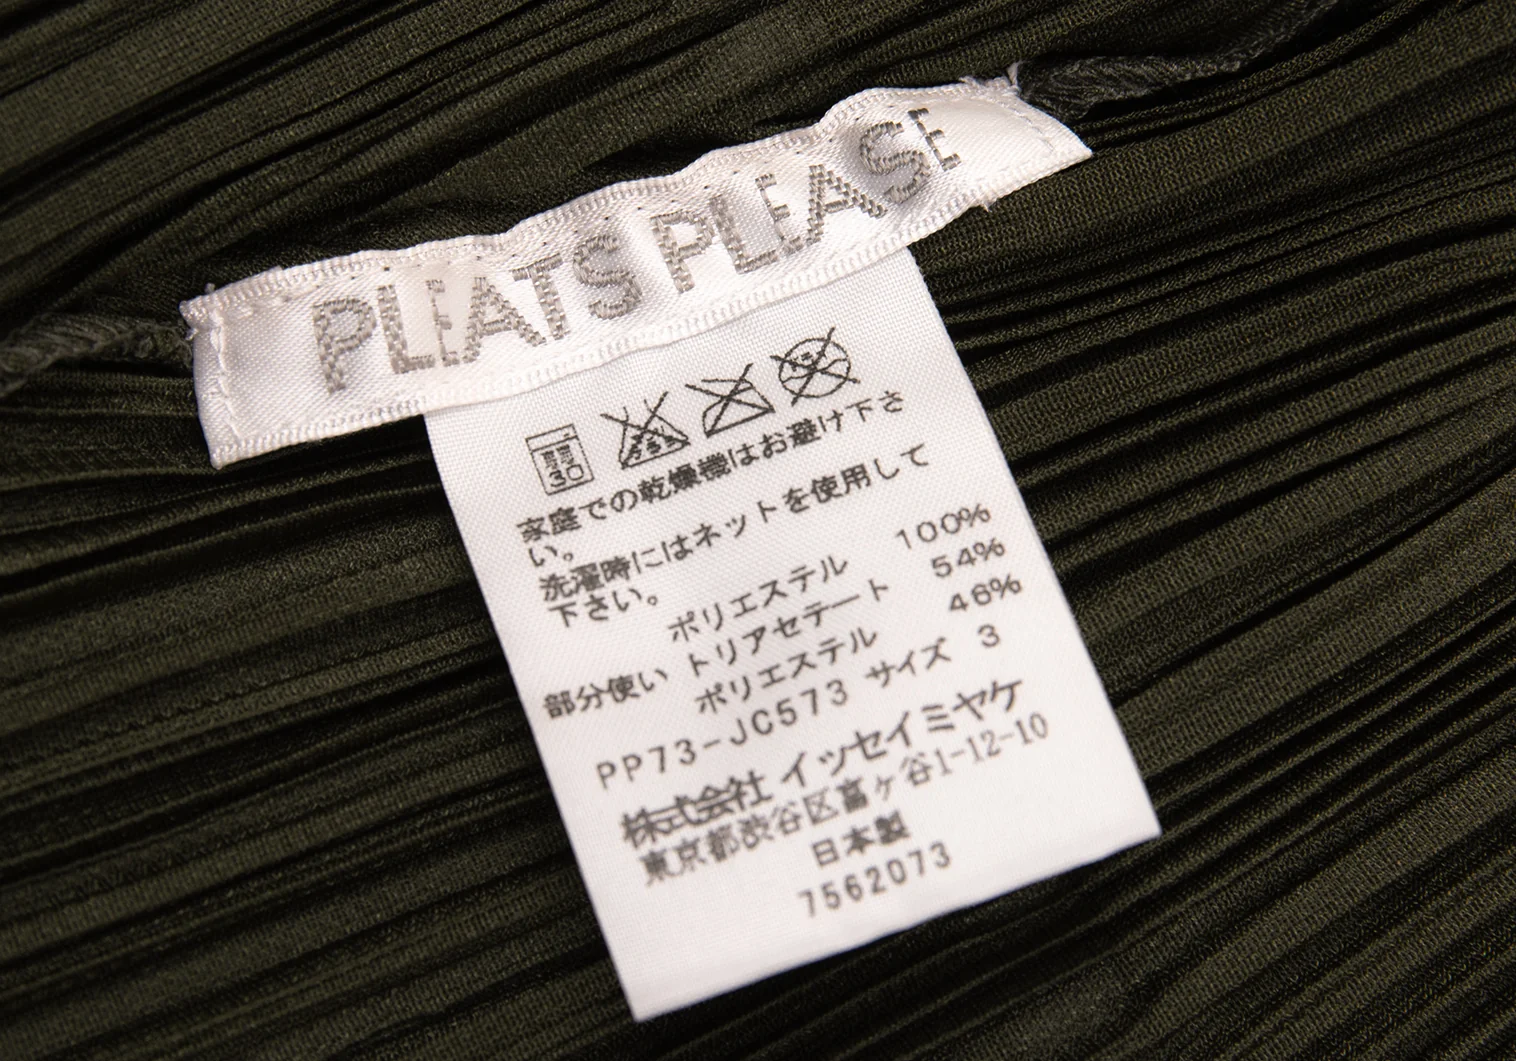 PLEATS PLEASE
30
家庭での乾燥機はお避け下さ
い。
洗濯時にはネットを使用して
下さい。
ポリエステル 100%
部分使い トリアセテート 54%
ポリエステル 46%
PP73-JC573 サイズ 3
株式会社 イッセイミヤケ
東京都渋谷区富ヶ谷1-12-10
日本製
7562073